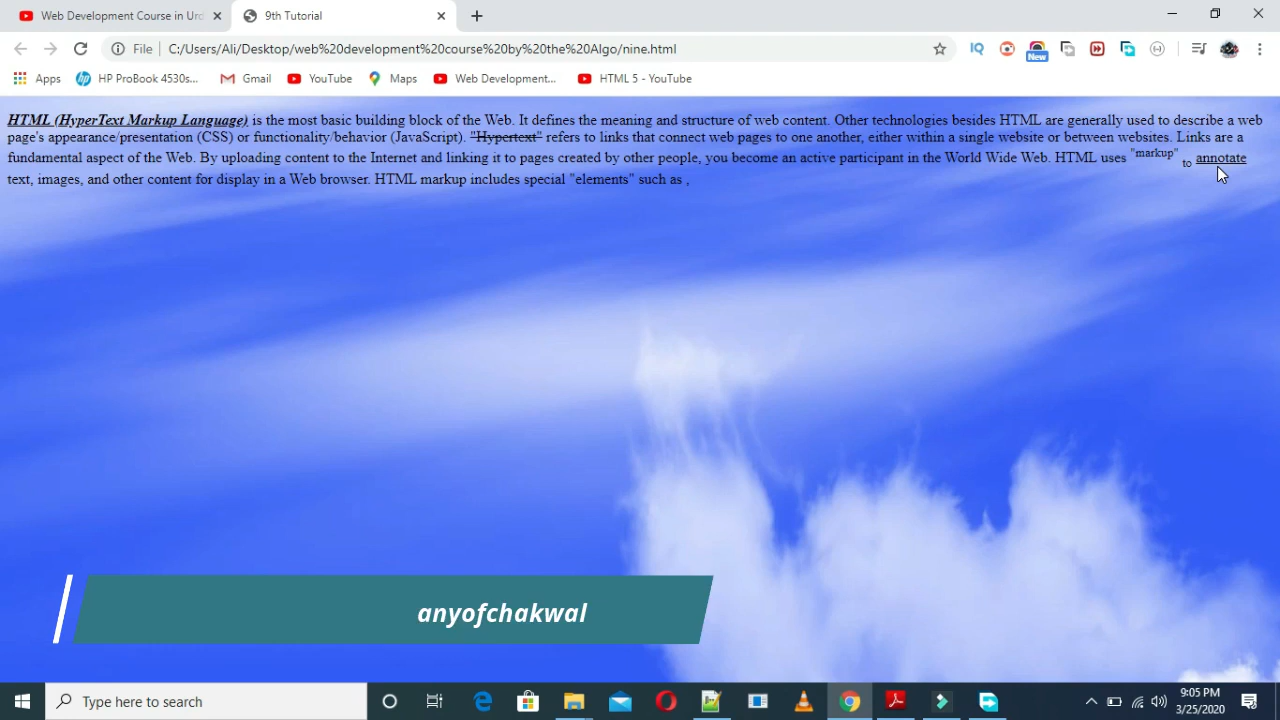 Web Development Course in Urd
9th Tutorial
File
C:/Users/Ali/Desktop/web%20development%20course%20by%20the%20Algo/nine.html
New
Apps
HP ProBook 4530s...
Gmail
YouTube
Maps
Web Development...
HTML 5 - YouTube
HTML (HyperText Markup Language) is the most basic building block of the Web. It defines the meaning and structure of web content. Other technologies besides HTML are generally used to describe a web
page's appearance/presentation (CSS) or functionality/behavior (JavaScript). "Hypertext" refers to links that connect web pages to one another, either within a single website or between websites. Links are a
fundamental aspect of the Web. By uploading content to the Internet and linking it to pages created by other people, you become an active participant in the World Wide Web. HTML uses "markup" to annotate
text, images, and other content for display in a Web browser. HTML markup includes special "elements" such as ,
anyofchakwal
Type here to search
9:05 PM
3/25/2020